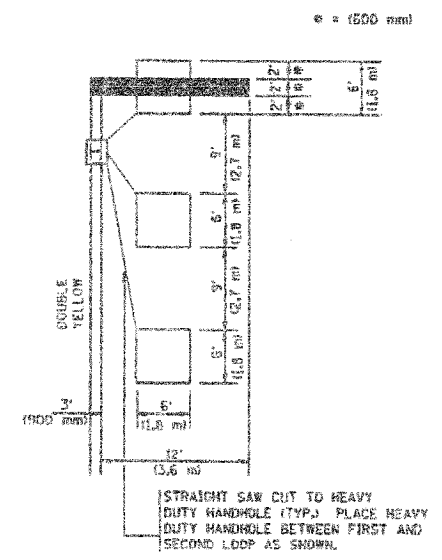 ⊕ = (600 mm)
2' ⊕
2' ⊕
2' ⊕
6'
(1.8 m)
9'
(2.7 m)
6'
(1.8 m)
9'
(2.7 m)
6'
(1.8 m)
DOUBLE
YELLOW
3'
(900 mm)
6'
(1.8 m)
12'
(3.6 m)
STRAIGHT SAW CUT TO HEAVY
DUTY HANDHOLE (TYP.) PLACE HEAVY
DUTY HANDHOLE BETWEEN FIRST AND
SECOND LOOP AS SHOWN.